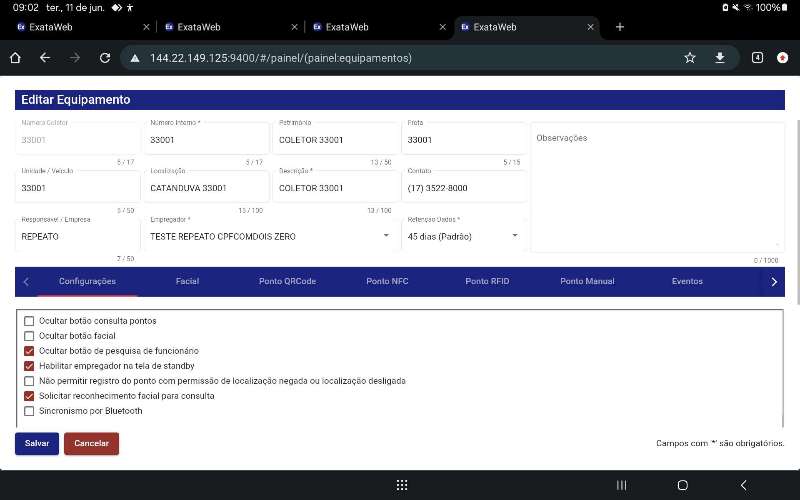 09:02 ter., 11 de jun. 100%
Ex ExataWeb Ex ExataWeb Ex ExataWeb Ex ExataWeb
144.22.149.125:9400/#/painel/(painel:equipamentos) 4
Editar Equipamento
Número Coletor Número Interno * Patrimônio Frota
33001 33001 COLETOR 33001 33001 Observações
5 / 17 5 / 17 13 / 50 5 / 15
Unidade / Veículo Localização Descrição * Contato
33001 CATANDUVA 33001 COLETOR 33001 (17) 3522-8000
5 / 50 15 / 100 13 / 100
Responsável / Empresa Empregador * Retenção Dados *
REPEATO TESTE REPEATO CPFCOMDOIS ZERO 45 dias (Padrão)
7 / 50 0 / 1000
Configurações Facial Ponto QRCode Ponto NFC Ponto RFID Ponto Manual Eventos
Ocultar botão consulta pontos
Ocultar botão facial
Ocultar botão de pesquisa de funcionário
Habilitar empregador na tela de standby
Não permitir registro do ponto com permissão de localização negada ou localização desligada
Solicitar reconhecimento facial para consulta
Sincronismo por Bluetooth
Salvar Cancelar Campos com '*' são obrigatórios.